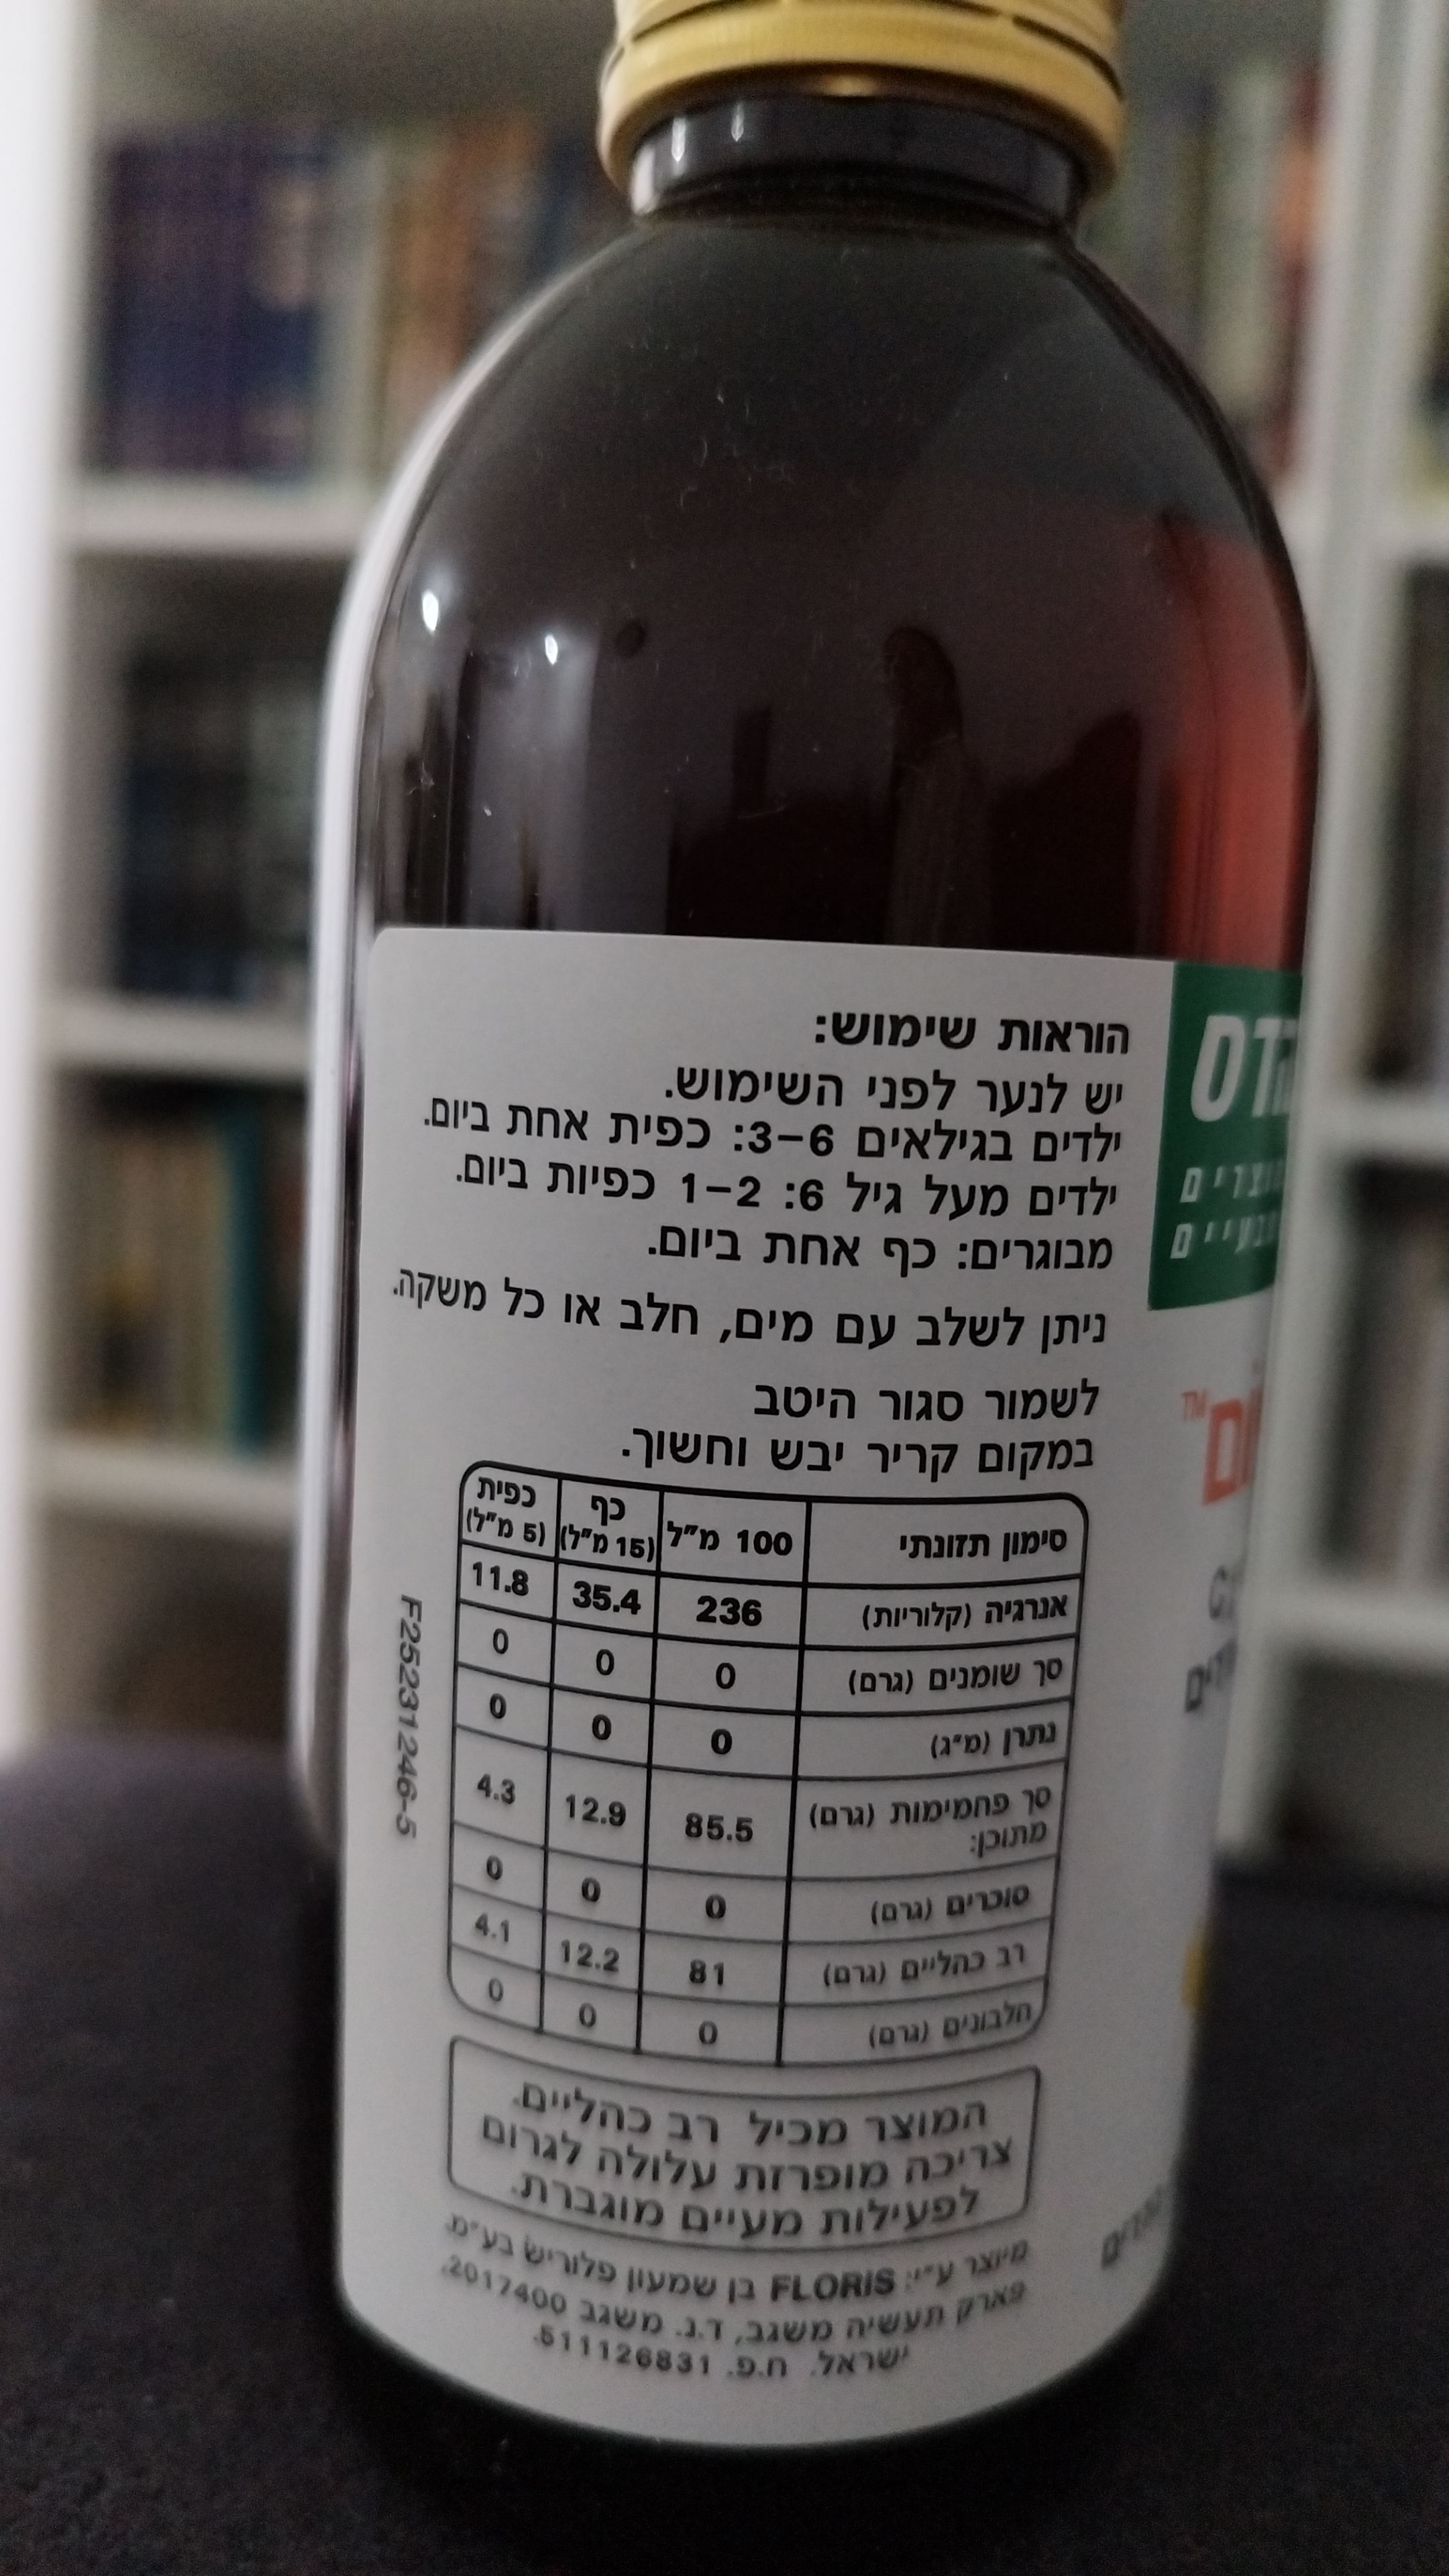 הוראות שימוש:
יש לנער לפני השימוש.
ילדים בגילאים 3-6: כפית אחת ביום.
ילדים מעל גיל 6: 1-2 כפיות ביום.
מבוגרים: כף אחת ביום.
ניתן לשלב עם מים, חלב או כל משקה.
לשמור סגור היטב
במקום קריר יבש וחשוך.
סימון תזונתי 100 מ"ל כף (15 מ"ל) כפית (5 מ"ל)
אנרגיה (קלוריות) 236 35.4 11.8
סך שומנים (גרם) 0 0 0
נתרן (מ"ג) 0 0 0
סך פחמימות (גרם) 85.5 12.9 4.3
מתוכן:
סוכרים (גרם) 0 0 0
רב כהליים (גרם) 81 12.2 4.1
חלבונים (גרם) 0 0 0
המוצר מכיל רב כהליים.
צריכה מופרזת עלולה לגרום
לפעילות מעיים מוגברת.
מיוצר ע"י: FLORIS בן שמעון פלוריש בע"מ.
פארק תעשיה משגב, ד.נ. משגב 2017400.
ישראל. ח.פ. 511126831.
F25231246-5
הדס
TM